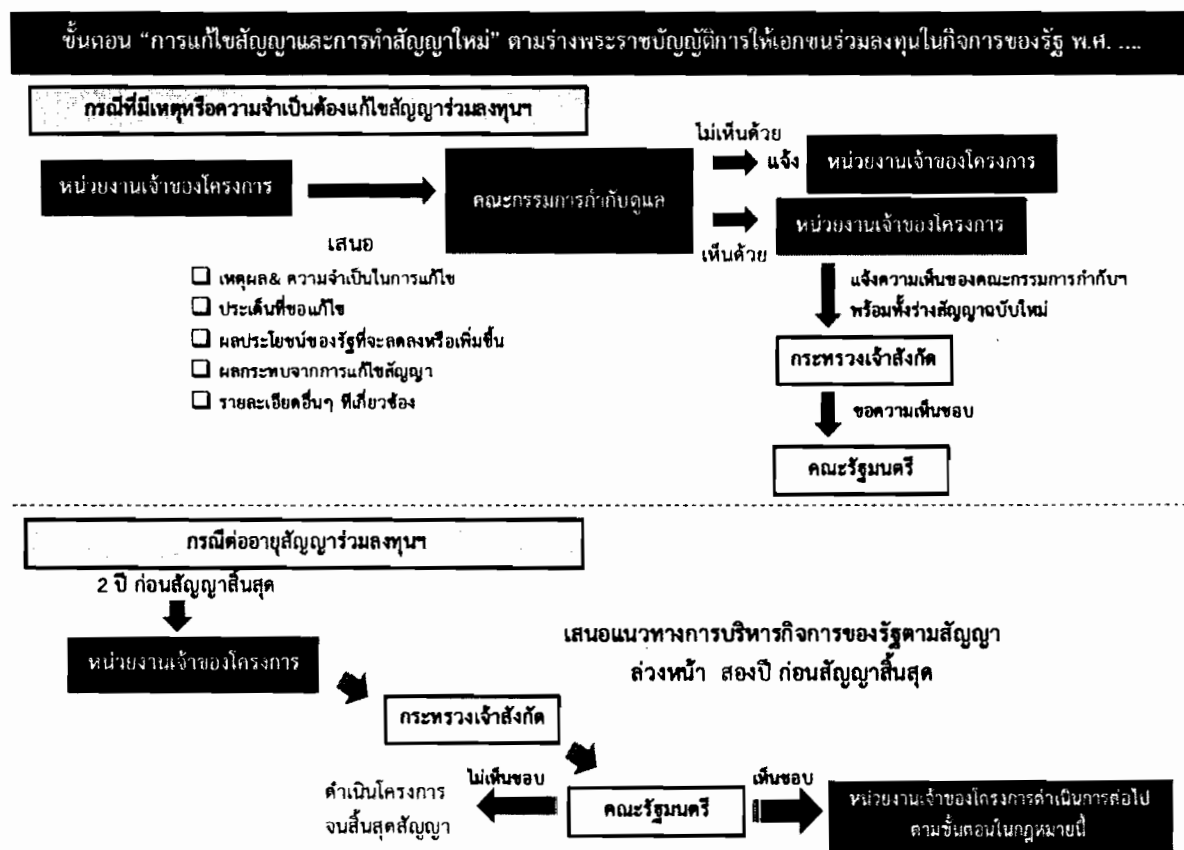 ขั้นตอน “การแก้ไขสัญญาและการทำสัญญาใหม่” ตามร่างพระราชบัญญัติการให้เอกชนร่วมลงทุนในกิจการของรัฐ พ.ศ. ....
กรณีที่มีเหตุหรือความจำเป็นต้องแก้ไขสัญญาร่วมลงทุนฯ
หน่วยงานเจ้าของโครงการ
เสนอ
❑ เหตุผล& ความจำเป็นในการแก้ไข
❑ ประเด็นที่ขอแก้ไข
❑ ผลประโยชน์ของรัฐที่จะลดลงหรือเพิ่มขึ้น
❑ ผลกระทบจากการแก้ไขสัญญา
❑ รายละเอียดอื่นๆ ที่เกี่ยวข้อง
คณะกรรมการกำกับดูแล
ไม่เห็นด้วย
แจ้ง
หน่วยงานเจ้าของโครงการ
เห็นด้วย
หน่วยงานเจ้าของโครงการ
แจ้งความเห็นของคณะกรรมการกำกับฯ
พร้อมทั้งร่างสัญญาฉบับใหม่
กระทรวงเจ้าสังกัด
ขอความเห็นชอบ
คณะรัฐมนตรี
กรณีต่ออายุสัญญาร่วมลงทุนฯ
2 ปี ก่อนสัญญาสิ้นสุด
หน่วยงานเจ้าของโครงการ
เสนอแนวทางการบริหารกิจการของรัฐตามสัญญา
ล่วงหน้า สองปี ก่อนสัญญาสิ้นสุด
กระทรวงเจ้าสังกัด
ไม่เห็นชอบ
ดำเนินโครงการ
จนสิ้นสุดสัญญา
คณะรัฐมนตรี
เห็นชอบ
หน่วยงานเจ้าของโครงการดำเนินการต่อไป
ตามขั้นตอนในกฎหมายนี้